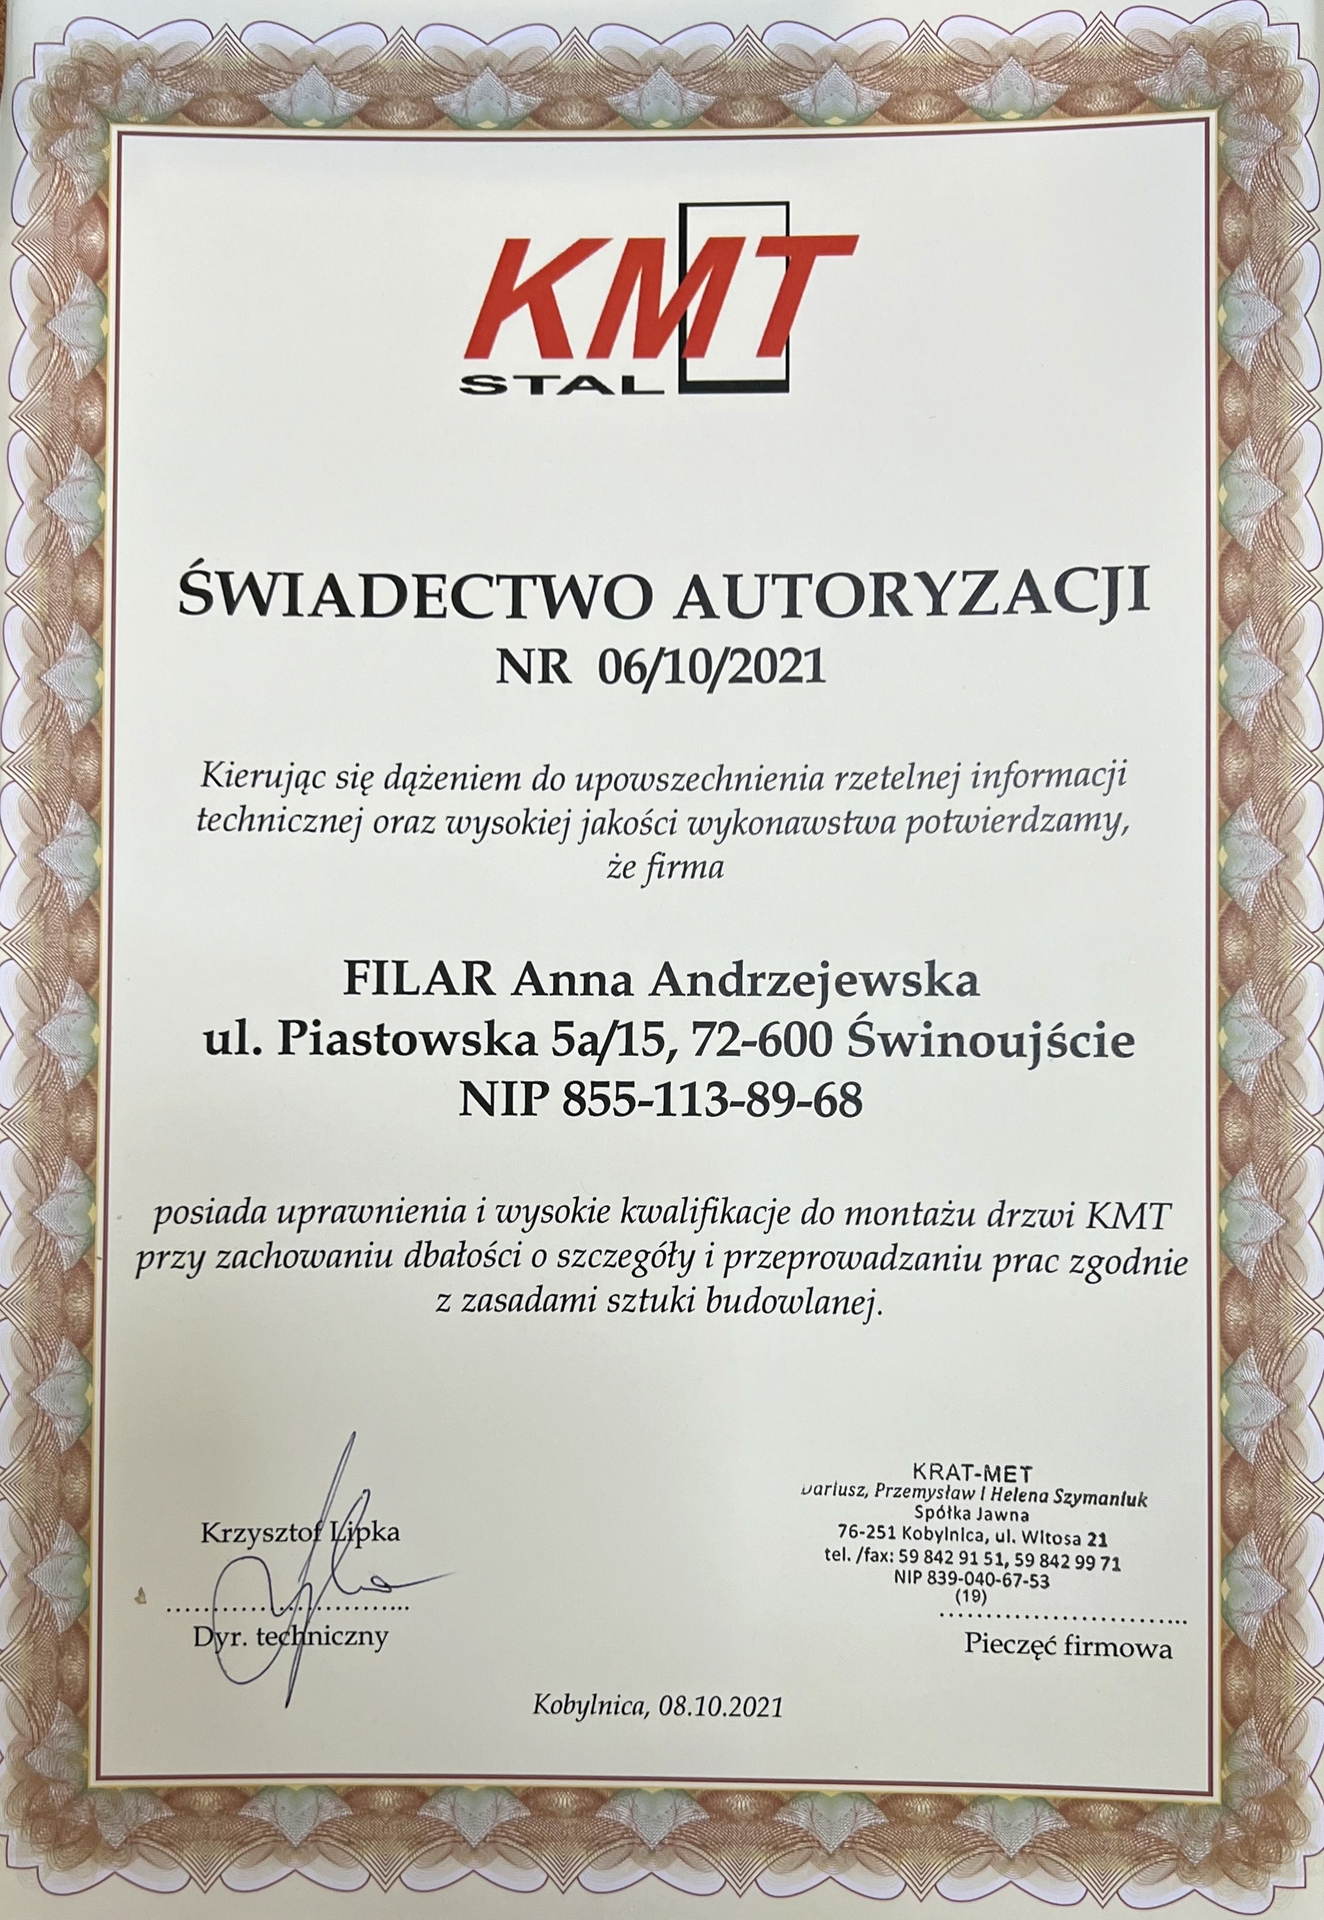 KMT
STAL
ŚWIADECTWO AUTORYZACJI
NR 06/10/2021
Kierując się dążeniem do upowszechnienia rzetelnej informacji
technicznej oraz wysokiej jakości wykonawstwa potwierdzamy,
że firma
FILAR Anna Andrzejewska
ul. Piastowska 5a/15, 72-600 Świnoujście
NIP 855-113-89-68
posiada uprawnienia i wysokie kwalifikacje do montażu drzwi KMT
przy zachowaniu dbałości o szczegóły i przeprowadzaniu prac zgodnie
z zasadami sztuki budowlanej.
Krzysztof Lipka
Dyr. techniczny
KRAT-MET
Dariusz, Przemysław i Helena Szymaniuk
Spółka Jawna
76-251 Kobylnica, ul. Witosa 21
tel. /fax: 59 842 91 51, 59 842 99 71
NIP 839-040-67-53
(19)
Pieczęć firmowa
Kobylnica, 08.10.2021